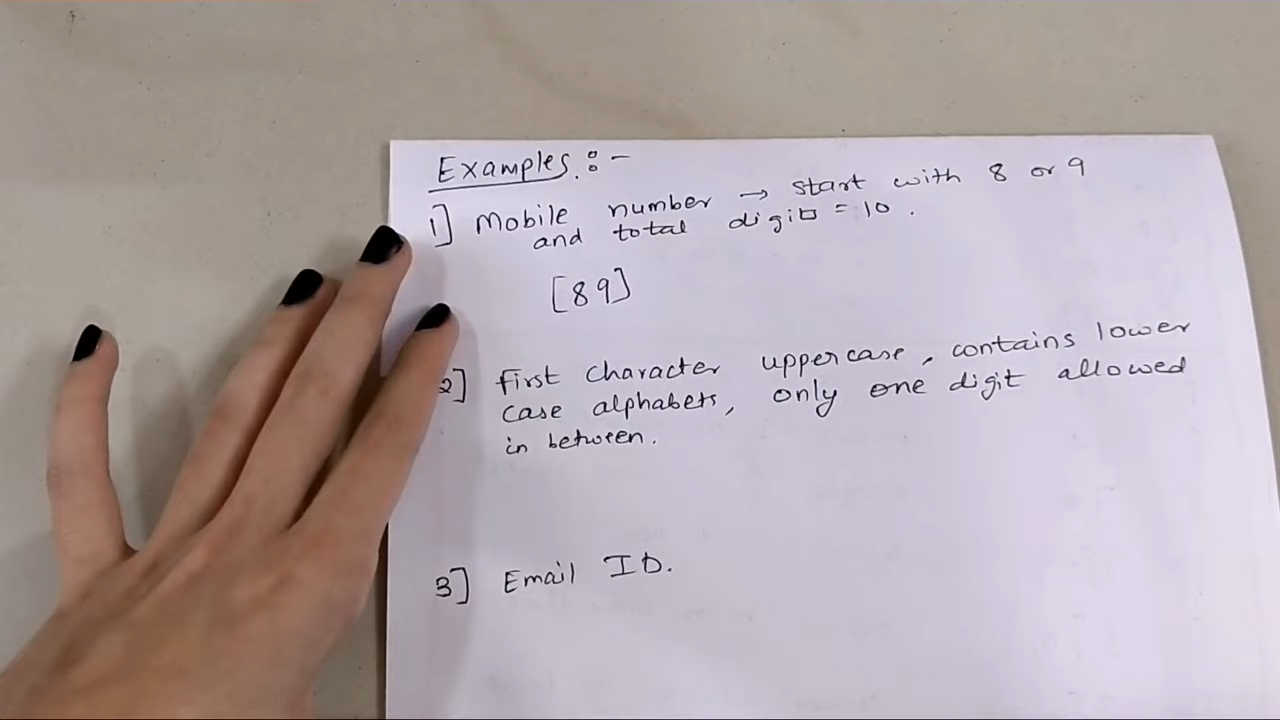 Examples. :-
1] Mobile number → start with 8 or 9
and total digits = 10.
[89]
2] First character uppercase, contains lower
case alphabets, only one digit allowed
in between.
3] Email ID.